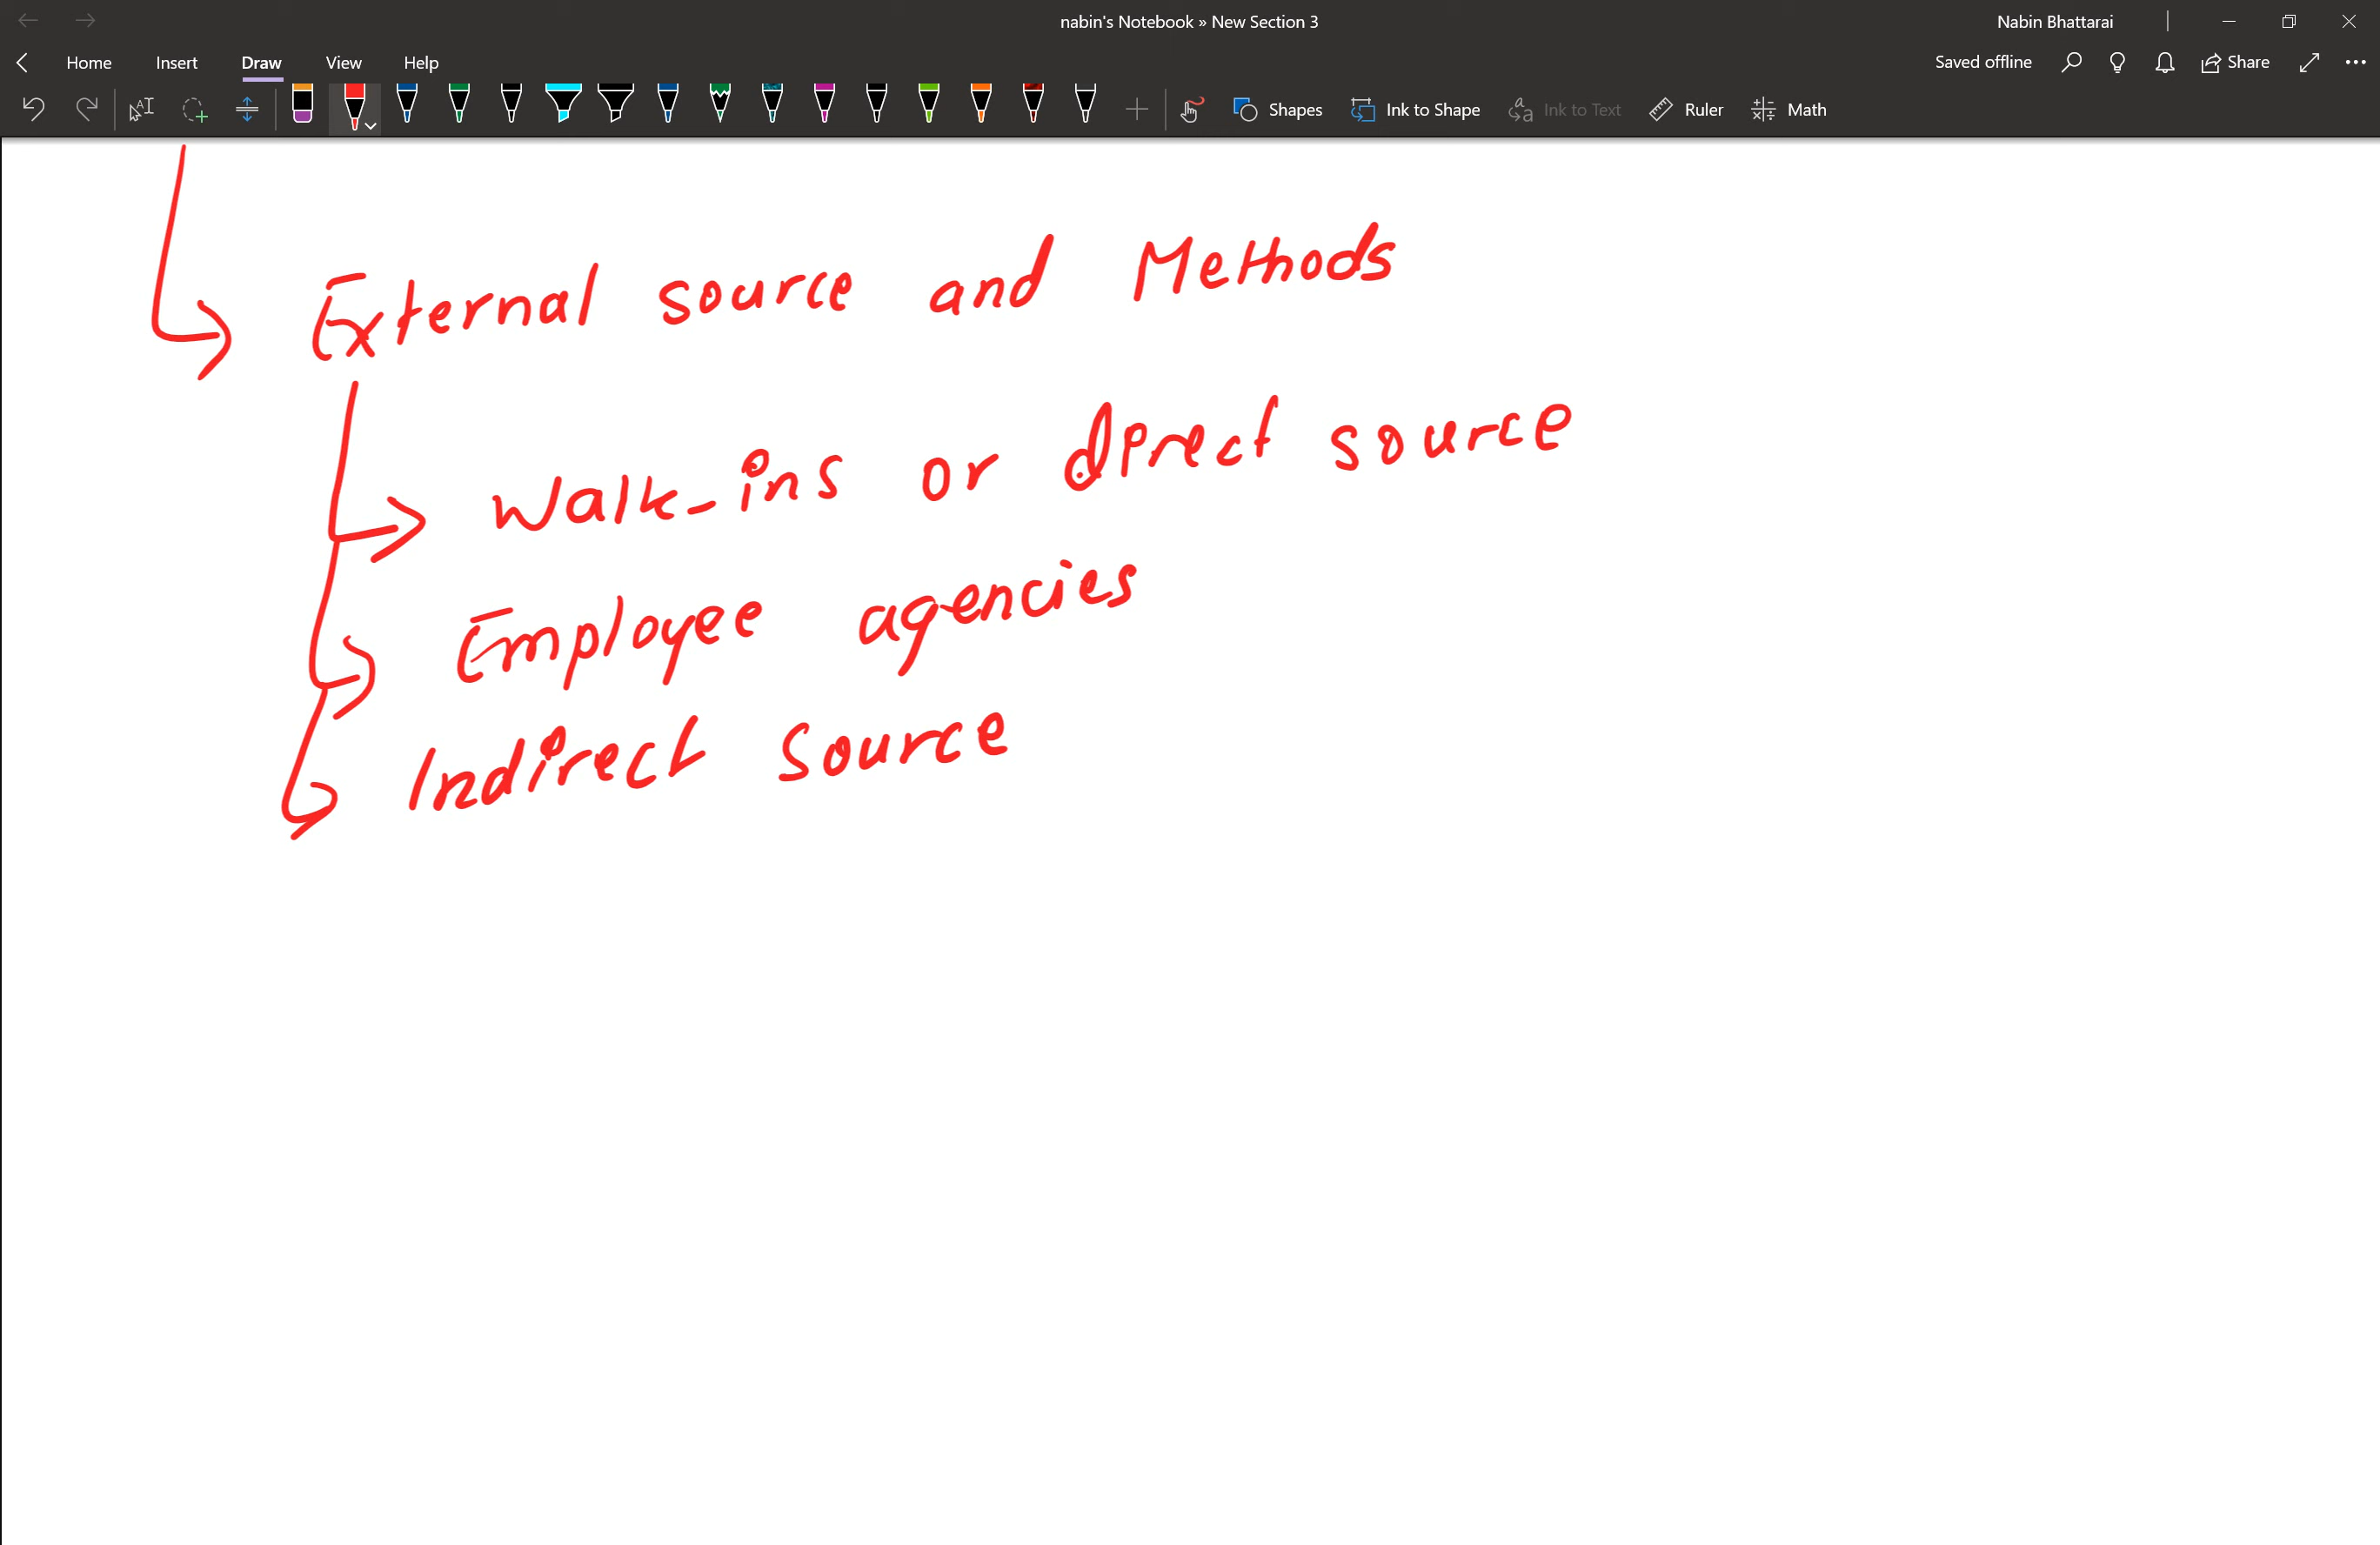 nabin's Notebook » New Section 3
Nabin Bhattarai
Home Insert Draw View Help
Saved offline
Share
Shapes Ink to Shape Ink to Text Ruler Math
External source and Methods
Walk-ins or direct source
Employee agencies
Indirect source